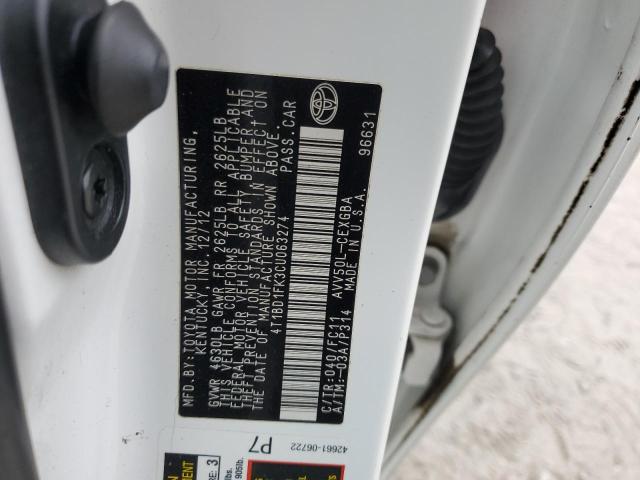 MFD.BY:TOYOTA MOTOR MANUFACTURING,
KENTUCKY, INC. 12/12
GVWR 4630LB GAWR FR 2625LB RR 2625LB
THIS VEHICLE CONFORMS TO ALL APPLICABLE
FEDERAL MOTOR VEHICLE SAFETY, BUMPER AND
THEFT PREVENTION STANDARDS IN EFFECT ON
THE DATE OF MANUFACTURE SHOWN ABOVE.
4T1BD1FK3CU063274 PASS.CAR
C/TR:040/FC11 AVV50L-CEXGBA
A/TM:-03A/P314 MADE IN U.S.A.
96631
42661-06722
P7
3
lbs.
905lb.